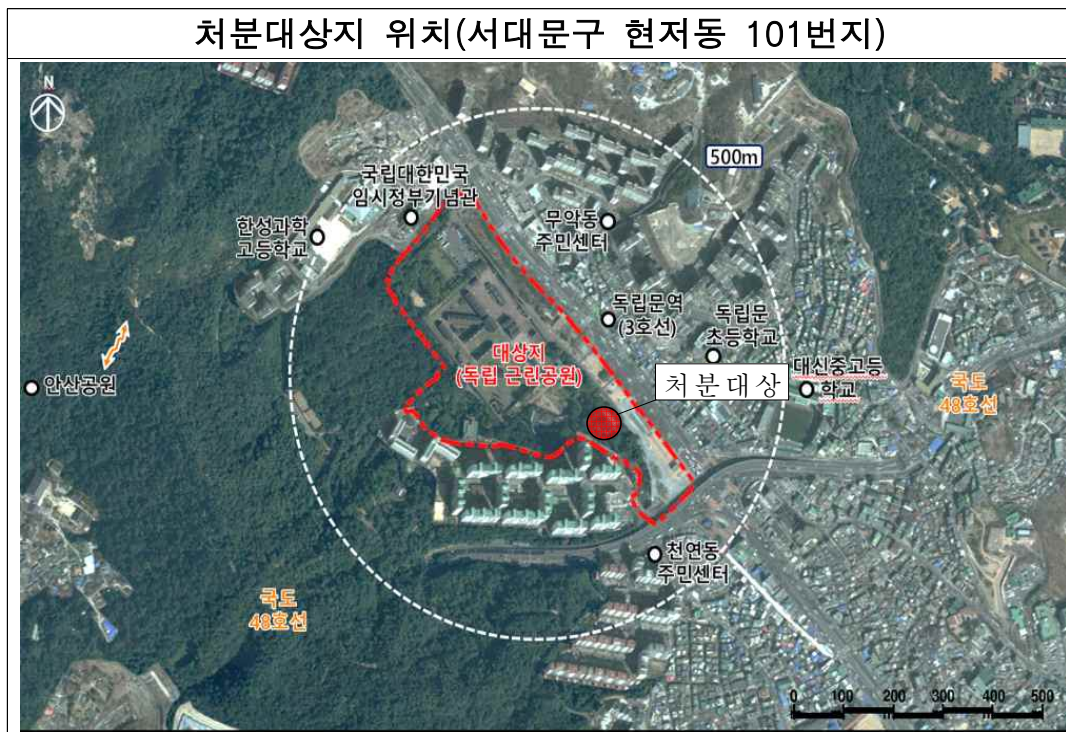 처분대상지 위치(서대문구 현저동 101번지)
N
500m
국립대한민국
임시정부기념관
한성과학
고등학교
무악동
주민센터
독립문역
(3호선)
독립문
초등학교
대상지
(독립 근린공원)
처분대상
대신중고등
학교
안산공원
국도
48호선
천연동
주민센터
국도
48호선
0 100 200 300 400 500